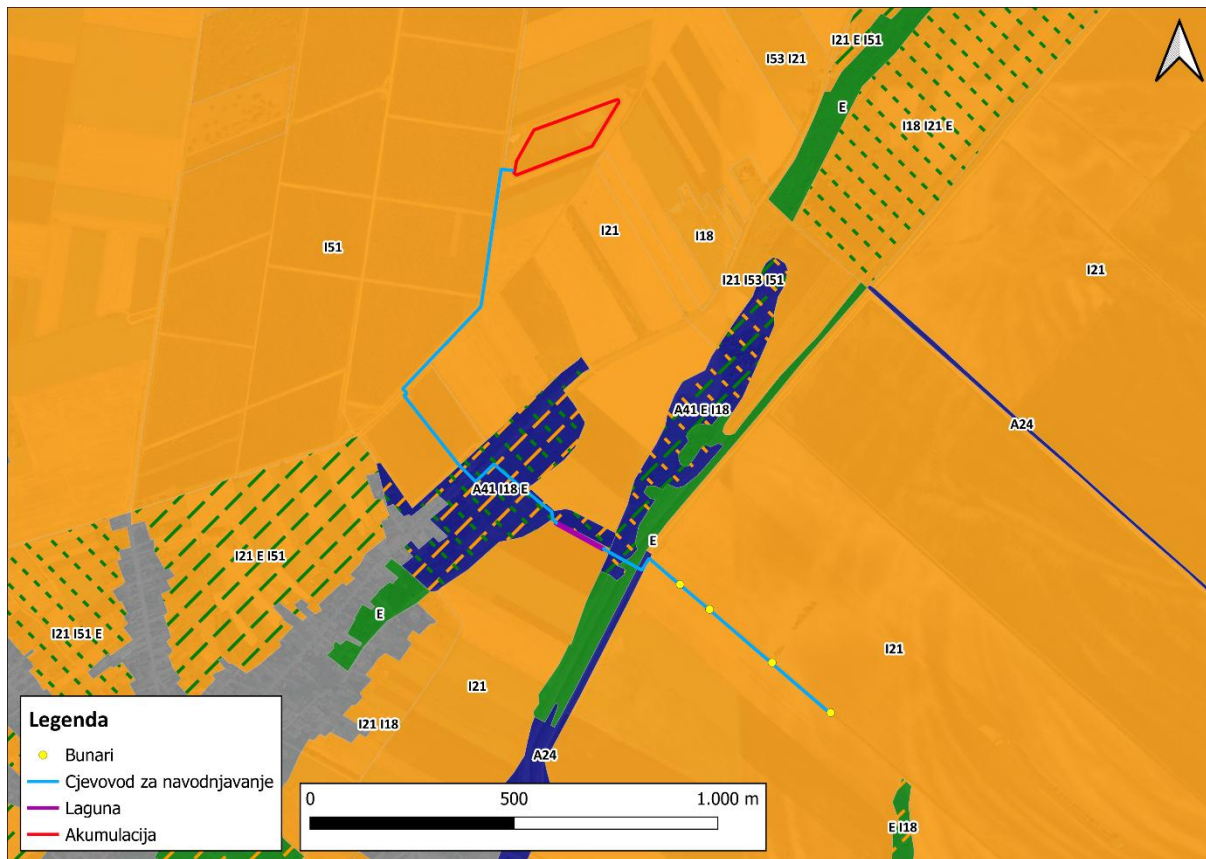 I21 E I51
I53 I21
E
I18 I21 E
I51
I21
I18
I21
I21 I53 I51
A41 E I18
A24
A41 I18 E
E
I21 E I51
E
I21 I51 E
I21
I21
I21 I18
A24
E I18
Legenda
Bunari
Cjevovod za navodnjavanje
Laguna
Akumulacija
0 500 1.000 m